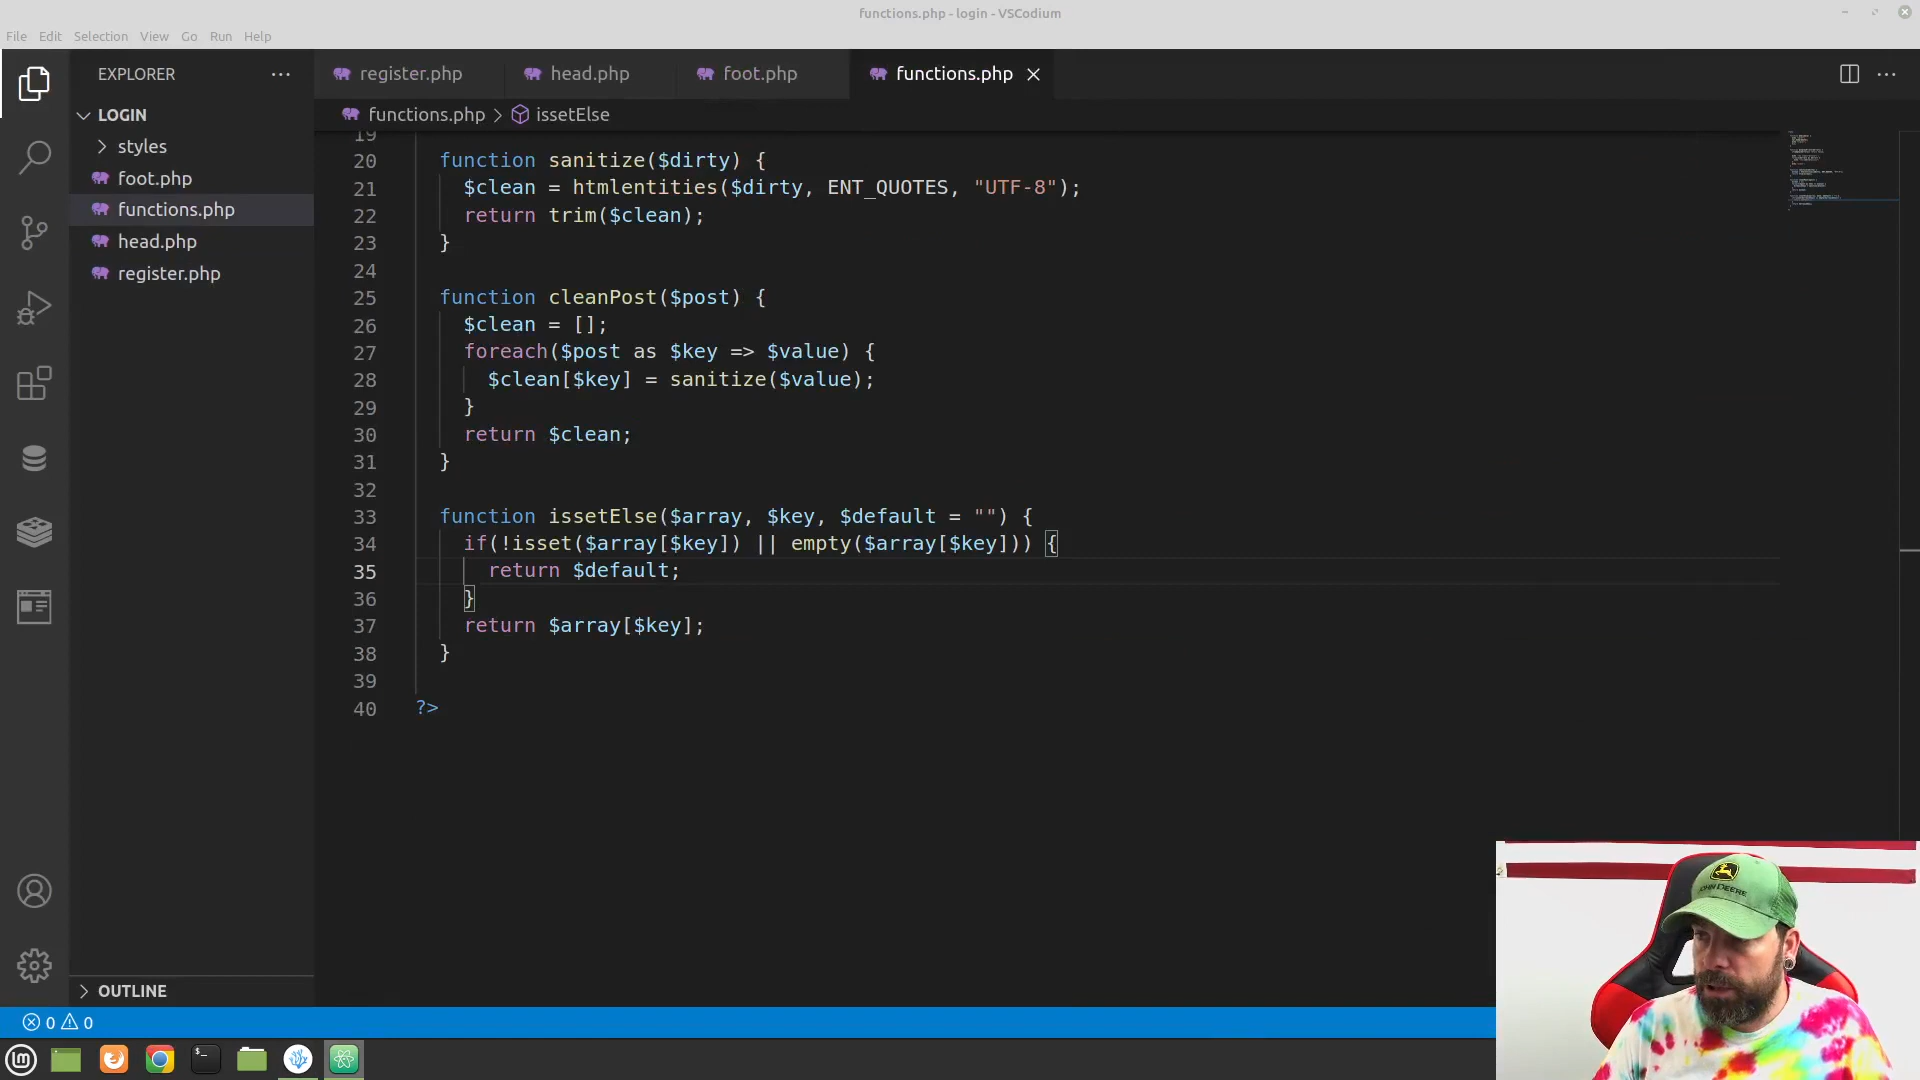 functions.php - login - VSCodium
File Edit Selection View Go Run Help
EXPLORER ···
register.php head.php foot.php functions.php ···
LOGIN
styles
foot.php
functions.php
head.php
register.php
OUTLINE
functions.php > issetElse
19
20 function sanitize($dirty) {
21 $clean = htmlentities($dirty, ENT_QUOTES, "UTF-8");
22 return trim($clean);
23 }
24
25 function cleanPost($post) {
26 $clean = [];
27 foreach($post as $key => $value) {
28 $clean[$key] = sanitize($value);
29 }
30 return $clean;
31 }
32
33 function issetElse($array, $key, $default = "") {
34 if(!isset($array[$key]) || empty($array[$key])) {
35 return $default;
36 }
37 return $array[$key];
38 }
39
40 ?>
JOHN DEERE
0 0